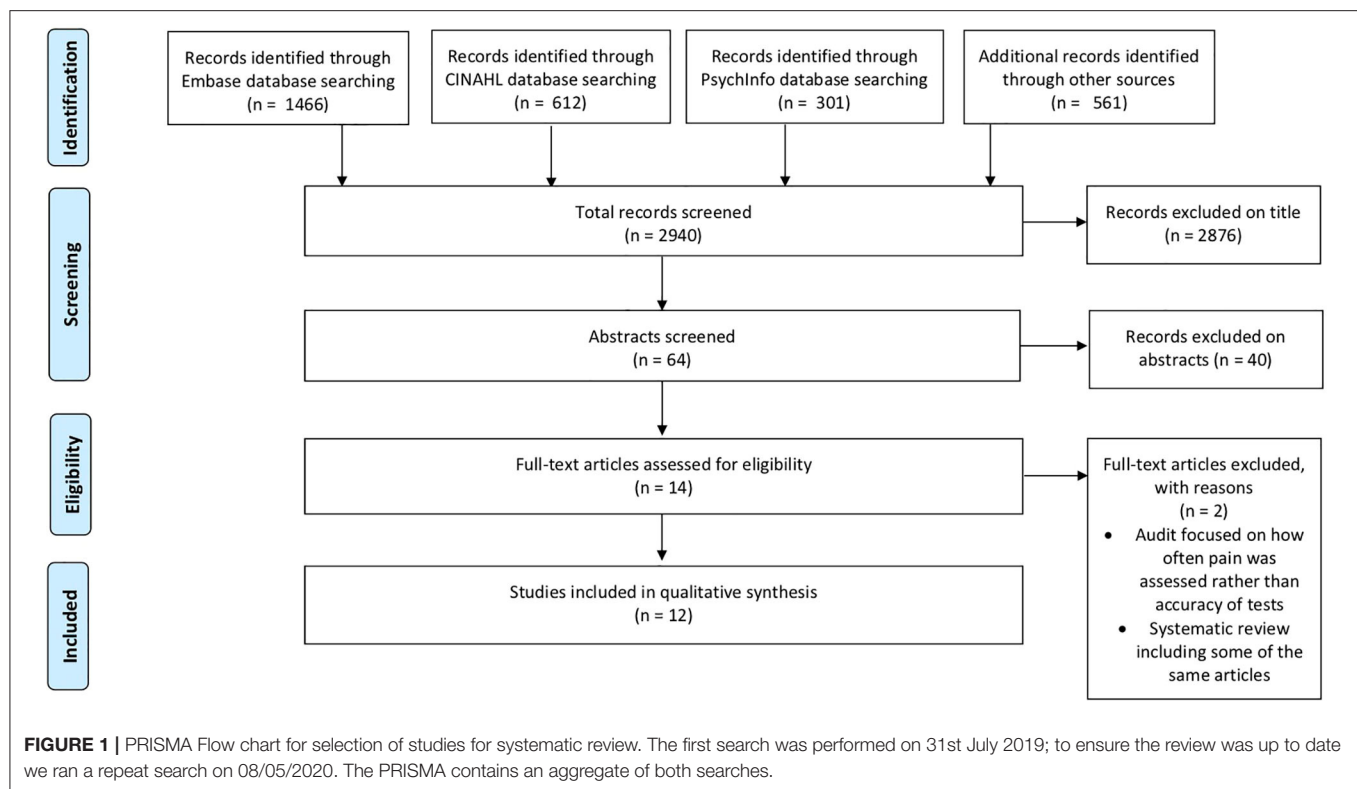 Identification
Records identified through
Embase database searching
(n = 1466)
Records identified through
CINAHL database searching
(n = 612)
Records identified through
PsychInfo database searching
(n = 301)
Additional records identified
through other sources
(n = 561)
Screening
Total records screened
(n = 2940)
Records excluded on title
(n = 2876)
Abstracts screened
(n = 64)
Records excluded on
abstracts (n = 40)
Eligibility
Full-text articles assessed for eligibility
(n = 14)
Full-text articles excluded,
with reasons
(n = 2)
• Audit focused on how
often pain was
assessed rather than
accuracy of tests
• Systematic review
including some of the
same articles
Included
Studies included in qualitative synthesis
(n = 12)
FIGURE 1 | PRISMA Flow chart for selection of studies for systematic review. The first search was performed on 31st July 2019; to ensure the review was up to date
we ran a repeat search on 08/05/2020. The PRISMA contains an aggregate of both searches.